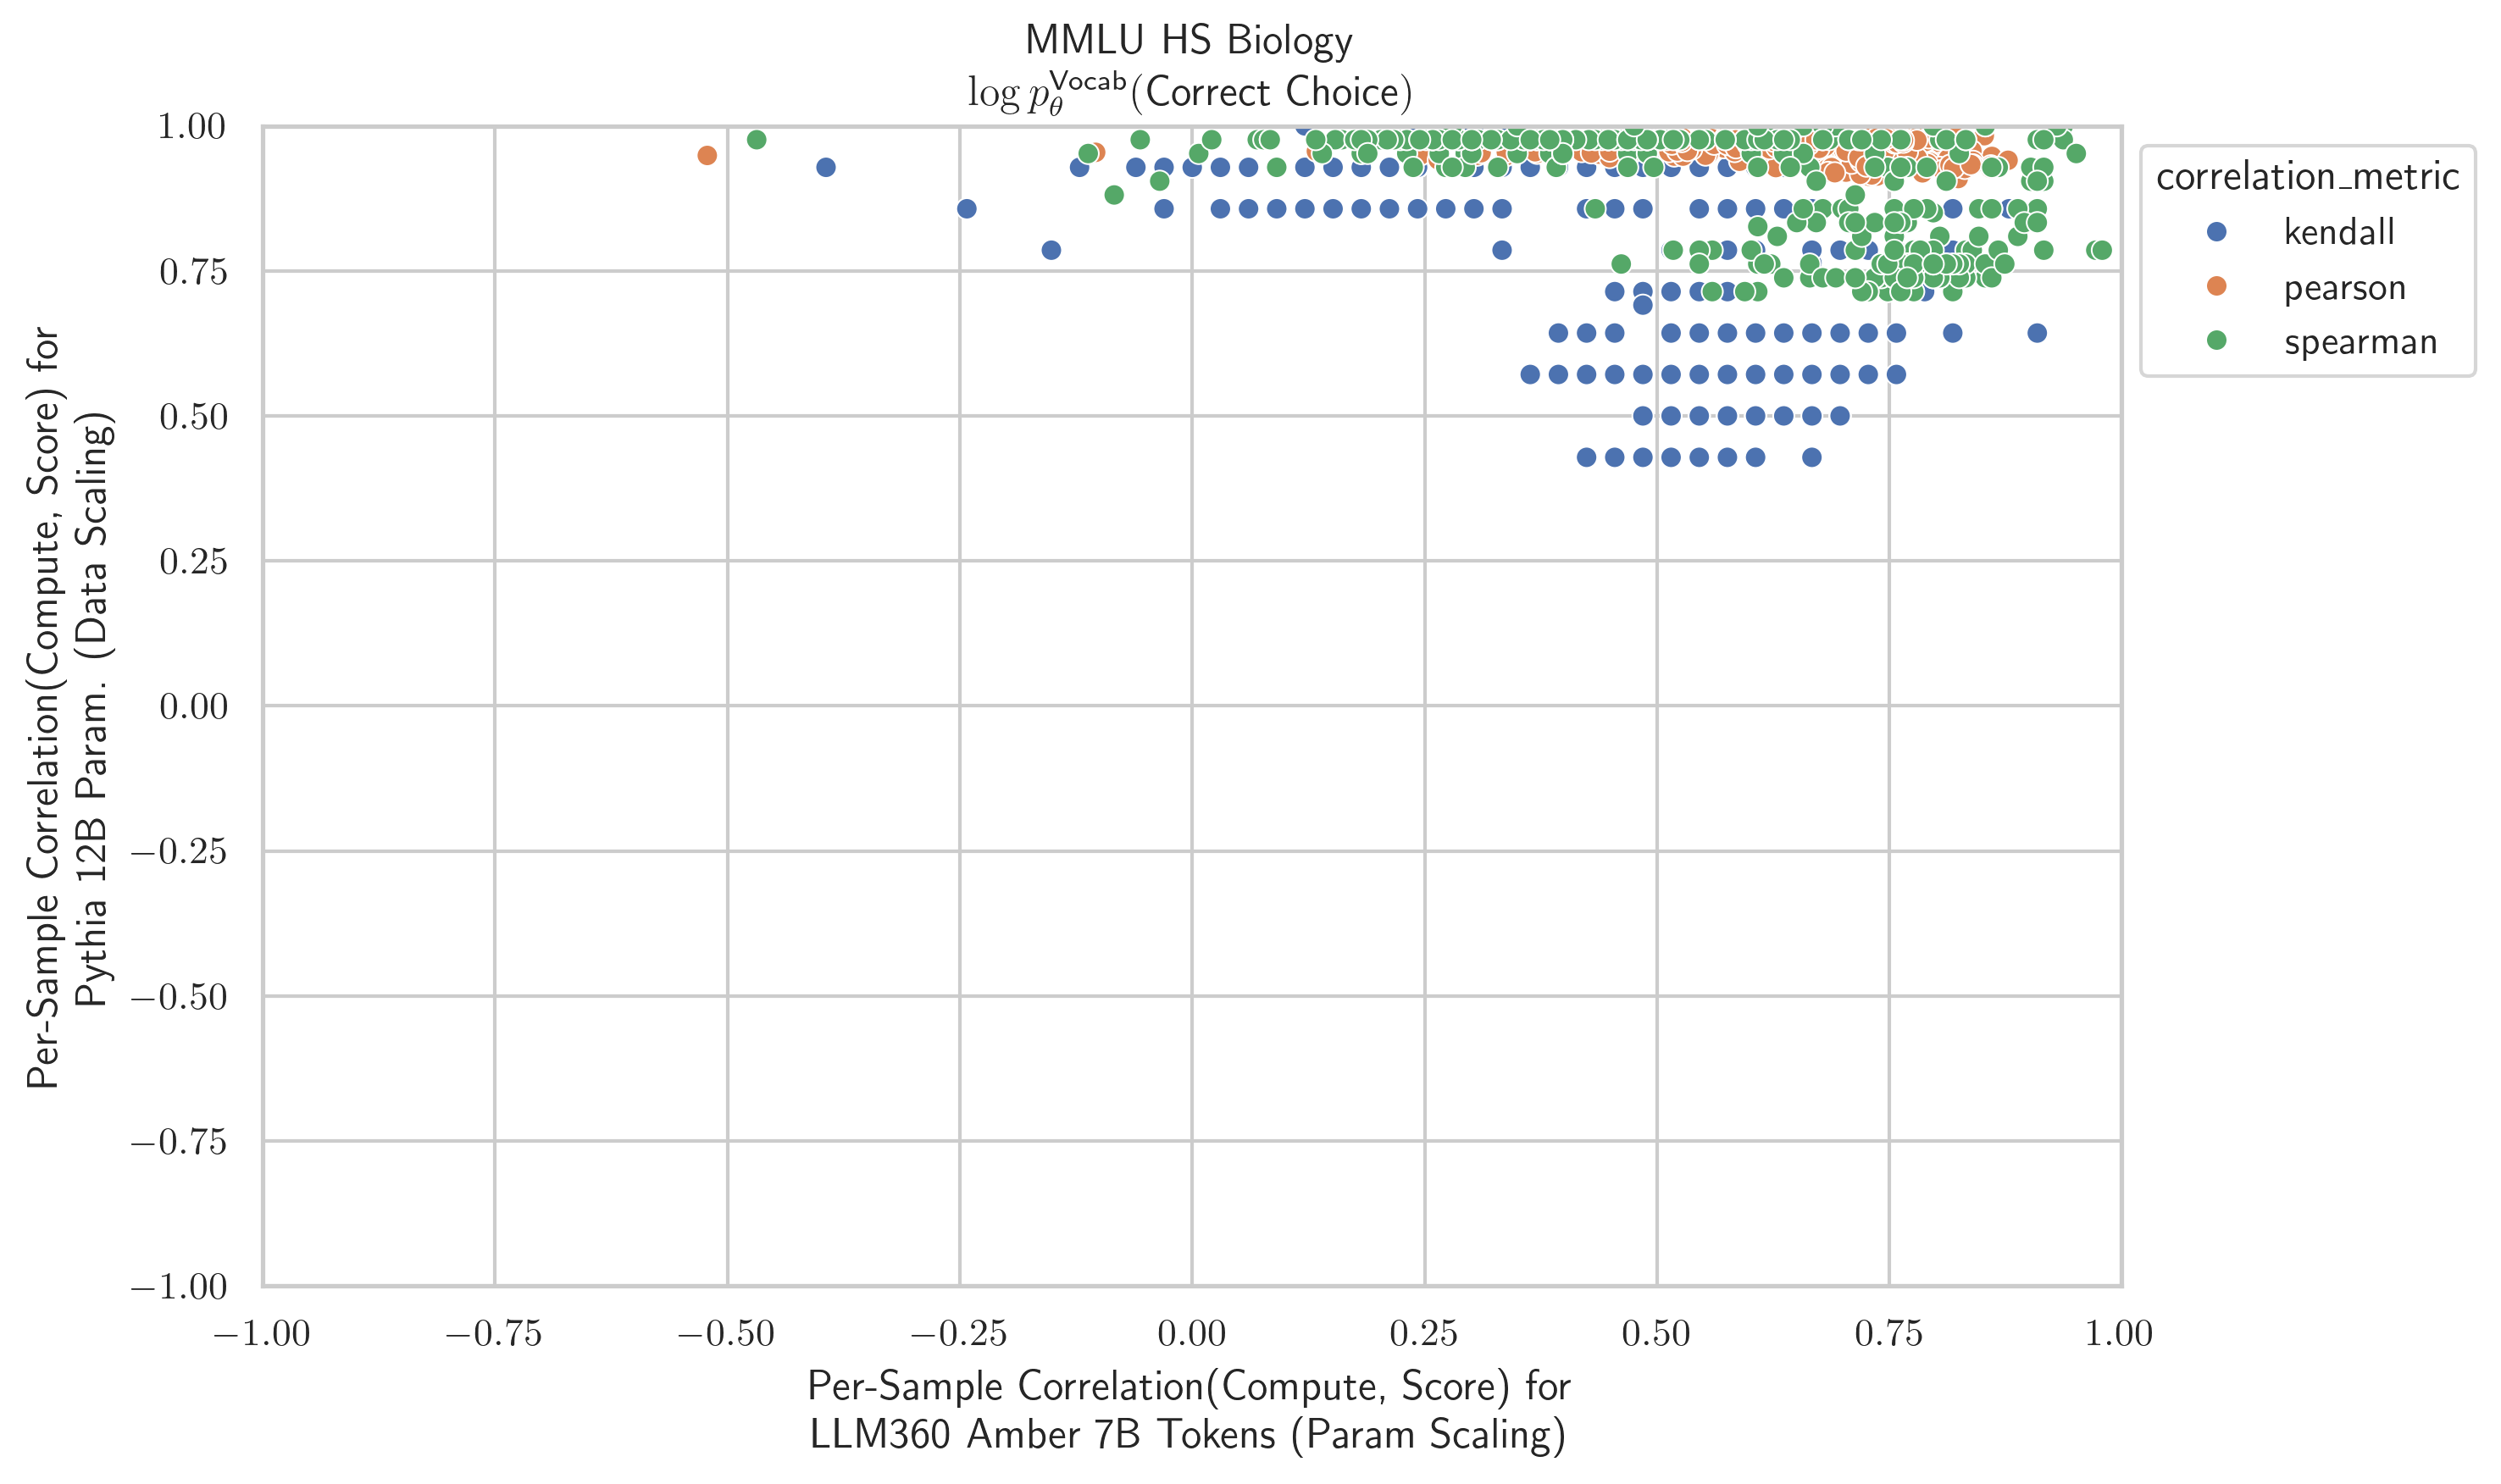 MMLU HS Biology
log p_θ^Vocab(Correct Choice)
Per-Sample Correlation(Compute, Score) for
Pythia 12B Param. (Data Scaling)
1.00
0.75
0.50
0.25
0.00
−0.25
−0.50
−0.75
−1.00
−1.00
−0.75
−0.50
−0.25
0.00
0.25
0.50
0.75
1.00
Per-Sample Correlation(Compute, Score) for
LLM360 Amber 7B Tokens (Param Scaling)
correlation_metric
kendall
pearson
spearman